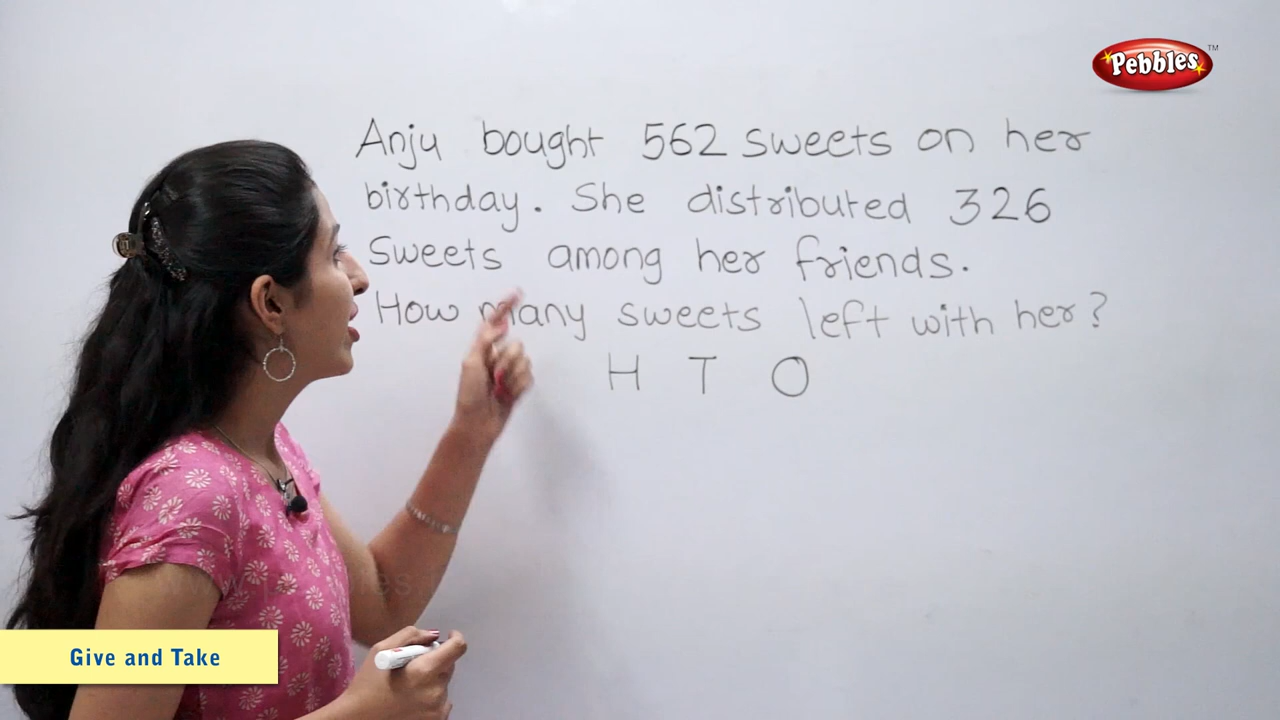 Pebbles™
Anju bought 562 sweets on her
birthday. She distributed 326
sweets among her friends.
How many sweets left with her?
H T O
Give and Take